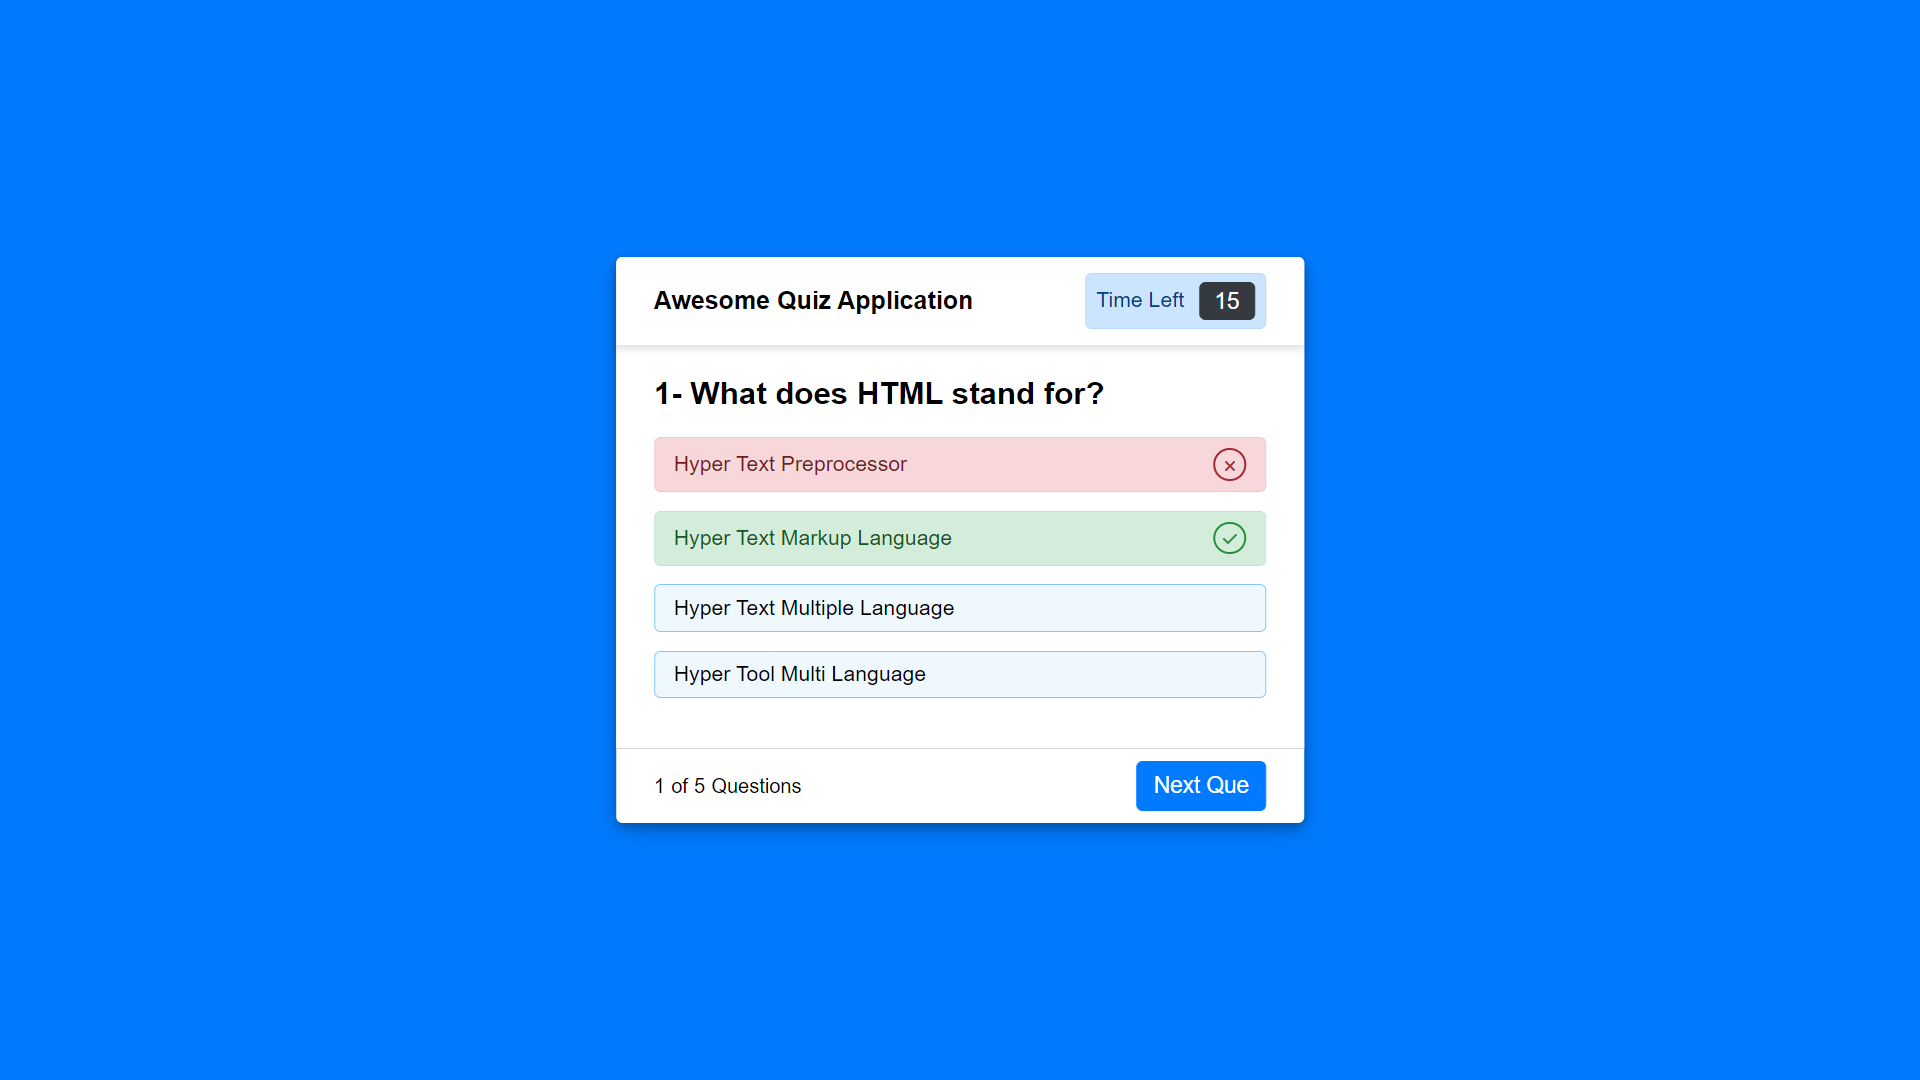 Awesome Quiz Application
Time Left 15
1- What does HTML stand for?
Hyper Text Preprocessor
Hyper Text Markup Language
Hyper Text Multiple Language
Hyper Tool Multi Language
1 of 5 Questions
Next Que